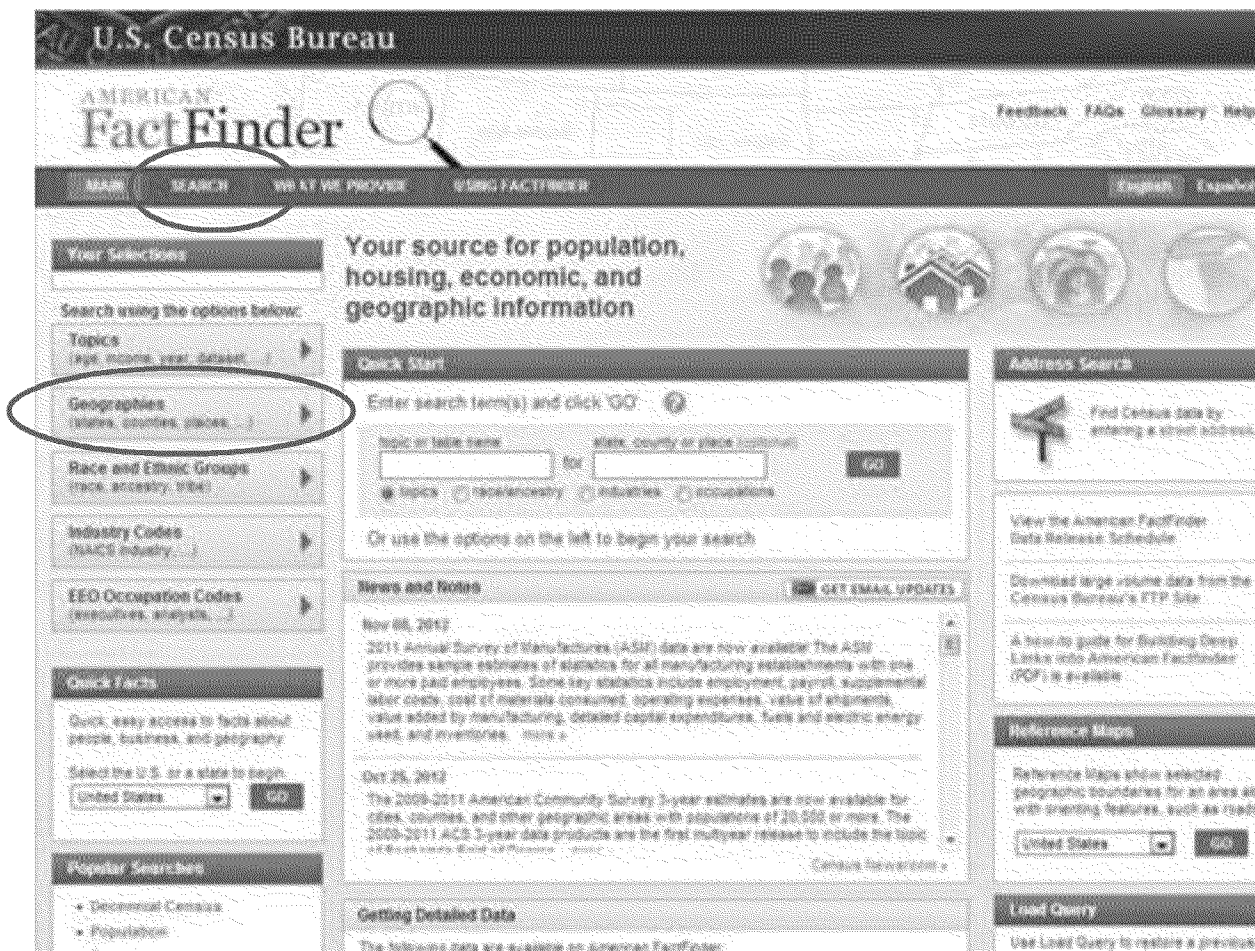 U.S. Census Bureau
AMERICAN
FactFinder
Feedback FAQs Glossary Help
MAIN SEARCH WHAT WE PROVIDE USING FACTFINDER
English Español
Your Selections
Search using the options below:
Topics
(age, income, year, dataset, ...)
Geographies
(states, counties, places, ...)
Race and Ethnic Groups
(race, ancestry, tribe)
Industry Codes
(NAICS industry, ...)
EEO Occupation Codes
(executives, analysts, ...)
Quick Facts
Quick, easy access to facts about
people, business, and geography
Select the U.S. or a state to begin.
United States GO
Popular Searches
• Decennial Census
• Population
Your source for population,
housing, economic, and
geographic information
Quick Start
Enter search term(s) and click 'GO'
topic or table name state, county or place (optional)
for
GO
topics race/ancestry industries occupations
Or use the options on the left to begin your search
News and Notes GET EMAIL UPDATES
Nov 08, 2012
2011 Annual Survey of Manufactures (ASM) data are now available The ASM
provides sample estimates of statistics for all manufacturing establishments with one
or more paid employees. Some key statistics include employment, payroll, supplemental
labor costs, cost of materials consumed, operating expenses, value of shipments,
value added by manufacturing, detailed capital expenditures, fuels and electric energy
used, and inventories. more »
Oct 25, 2012
The 2009-2011 American Community Survey 3-year estimates are now available for
cities, counties, and other geographic areas with populations of 20,000 or more. The
2009-2011 ACS 3-year data products are the first multiyear release to include the topic
Census Newsroom »
Getting Detailed Data
The following data are available on American FactFinder:
Address Search
Find Census data by
entering a street address.
View the American FactFinder
Data Release Schedule
Download large volume data from the
Census Bureau's FTP Site
A how-to guide for Building Deep
Links into American Factfinder
(PDF) is available
Reference Maps
Reference Maps show selected
geographic boundaries for an area
with orienting features, such as
United States GO
Load Query
Use Load Query to restore a